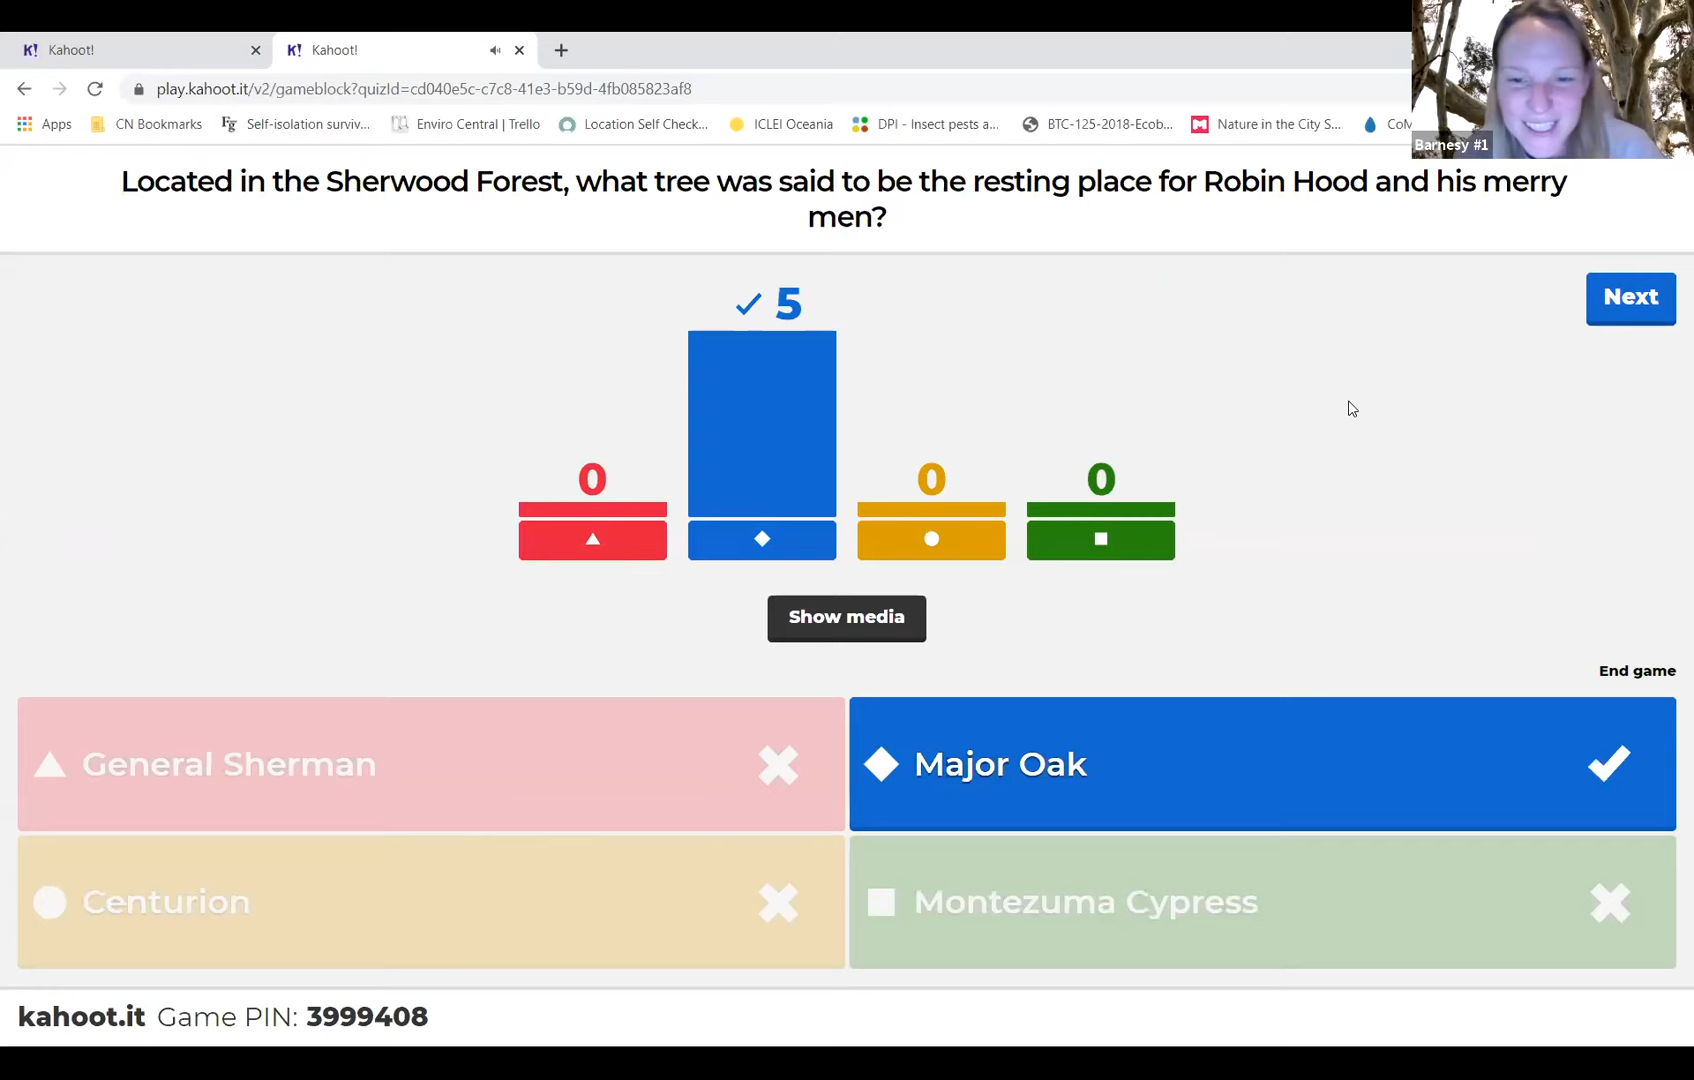 K! Kahoot!
K! Kahoot!
play.kahoot.it/v2/gameblock?quizId=cd040e5c-c7c8-41e3-b59d-4fb085823af8
Apps
CN Bookmarks
Fg Self-isolation surviv...
Enviro Central | Trello
Location Self Check...
ICLEI Oceania
DPI - Insect pests a...
BTC-125-2018-Ecob...
Nature in the City S...
CoM
Barnesy #1
Located in the Sherwood Forest, what tree was said to be the resting place for Robin Hood and his merry
men?
Next
5
0
0
0
Show media
End game
General Sherman
Major Oak
Centurion
Montezuma Cypress
kahoot.it Game PIN: 3999408